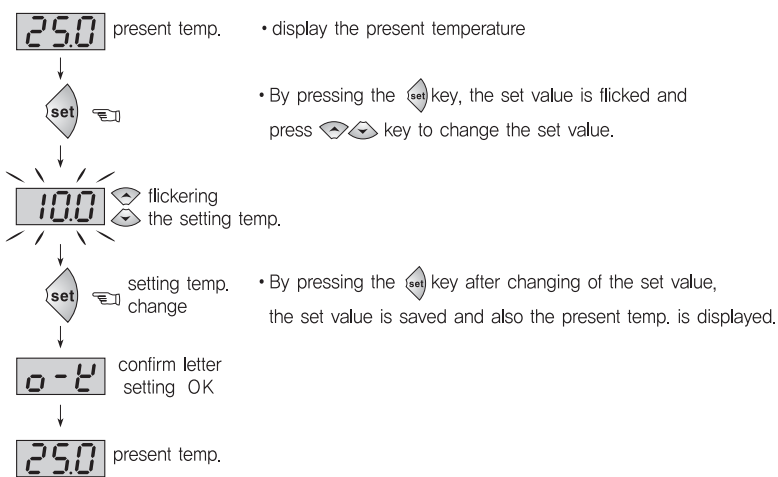 25.0 present temp. • display the present temperature
set • By pressing the set key, the set value is flicked and
press key to change the set value.
10.0 flickering
the setting temp.
set setting temp. • By pressing the set key after changing of the set value,
change the set value is saved and also the present temp. is displayed.
o-k confirm letter
setting OK
25.0 present temp.